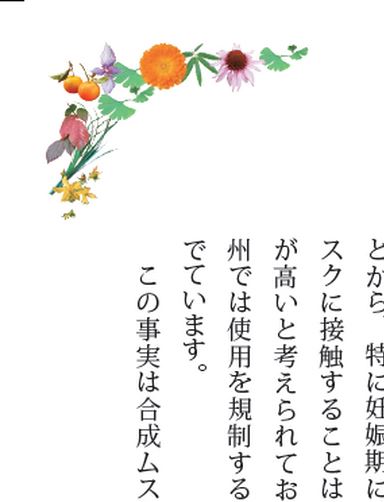 とから、特に妊娠期に
スクに接触することは
が高いと考えられてお
州では使用を規制する
でています。
この事実は合成ムス